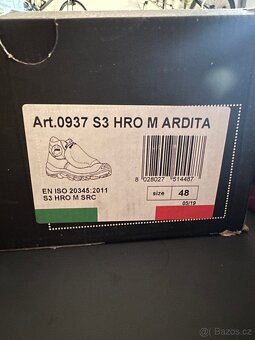 Art.0937 S3 HRO M ARDITA
8 028027 514487
EN ISO 20345:2011
S3 HRO M SRC
size 48
05/19
© Bazoš.cz